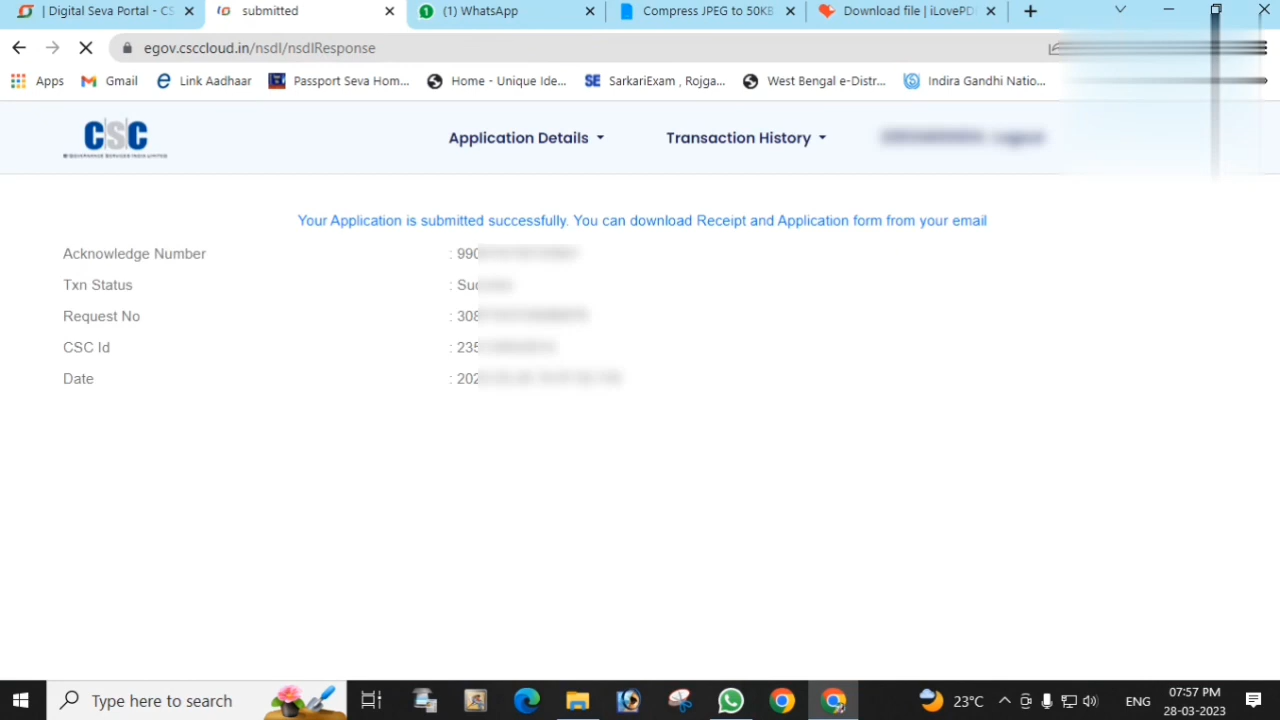 | Digital Seva Portal - CS
submitted
(1) WhatsApp
Compress JPEG to 50KB
Download file | iLovePD
egov.csccloud.in/nsdl/nsdlResponse
Apps
Gmail
Link Aadhaar
Passport Seva Hom...
Home - Unique Ide...
SE
SarkariExam , Rojga...
West Bengal e-Distr...
Indira Gandhi Natio...
CSC
Application Details
Transaction History
Your Application is submitted successfully. You can download Receipt and Application form from your email
Acknowledge Number : 990
Txn Status : Suc
Request No : 308
CSC Id : 235
Date : 202
Type here to search
23°C
ENG
07:57 PM
28-03-2023